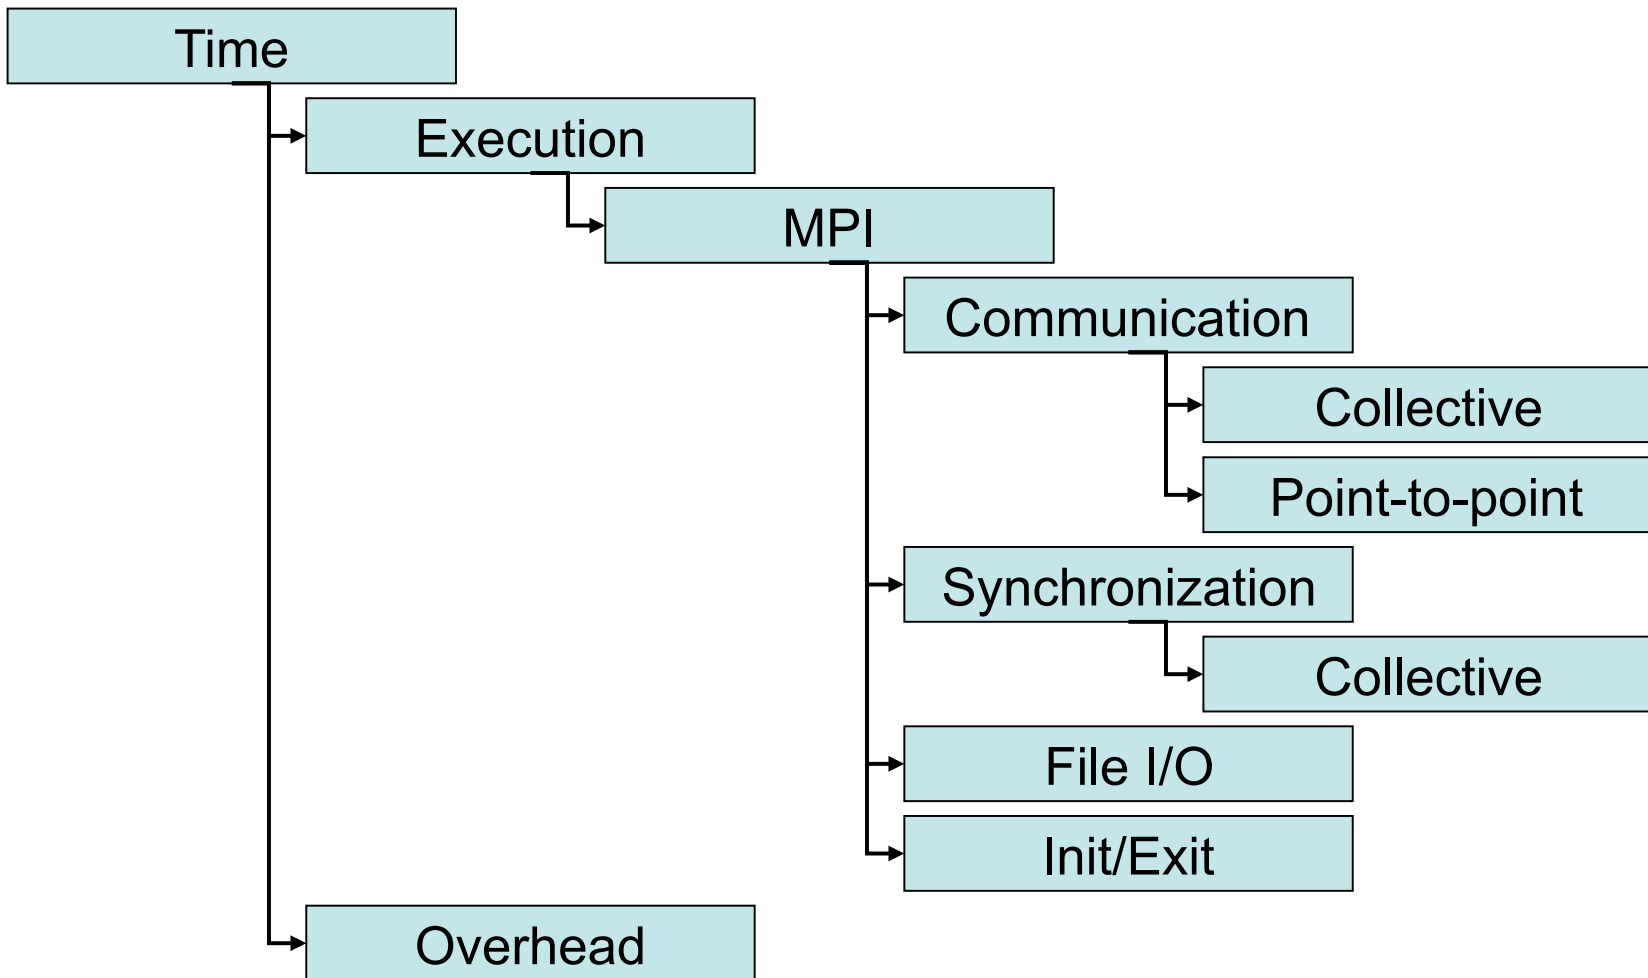 Time
Execution
MPI
Communication
Collective
Point-to-point
Synchronization
Collective
File I/O
Init/Exit
Overhead